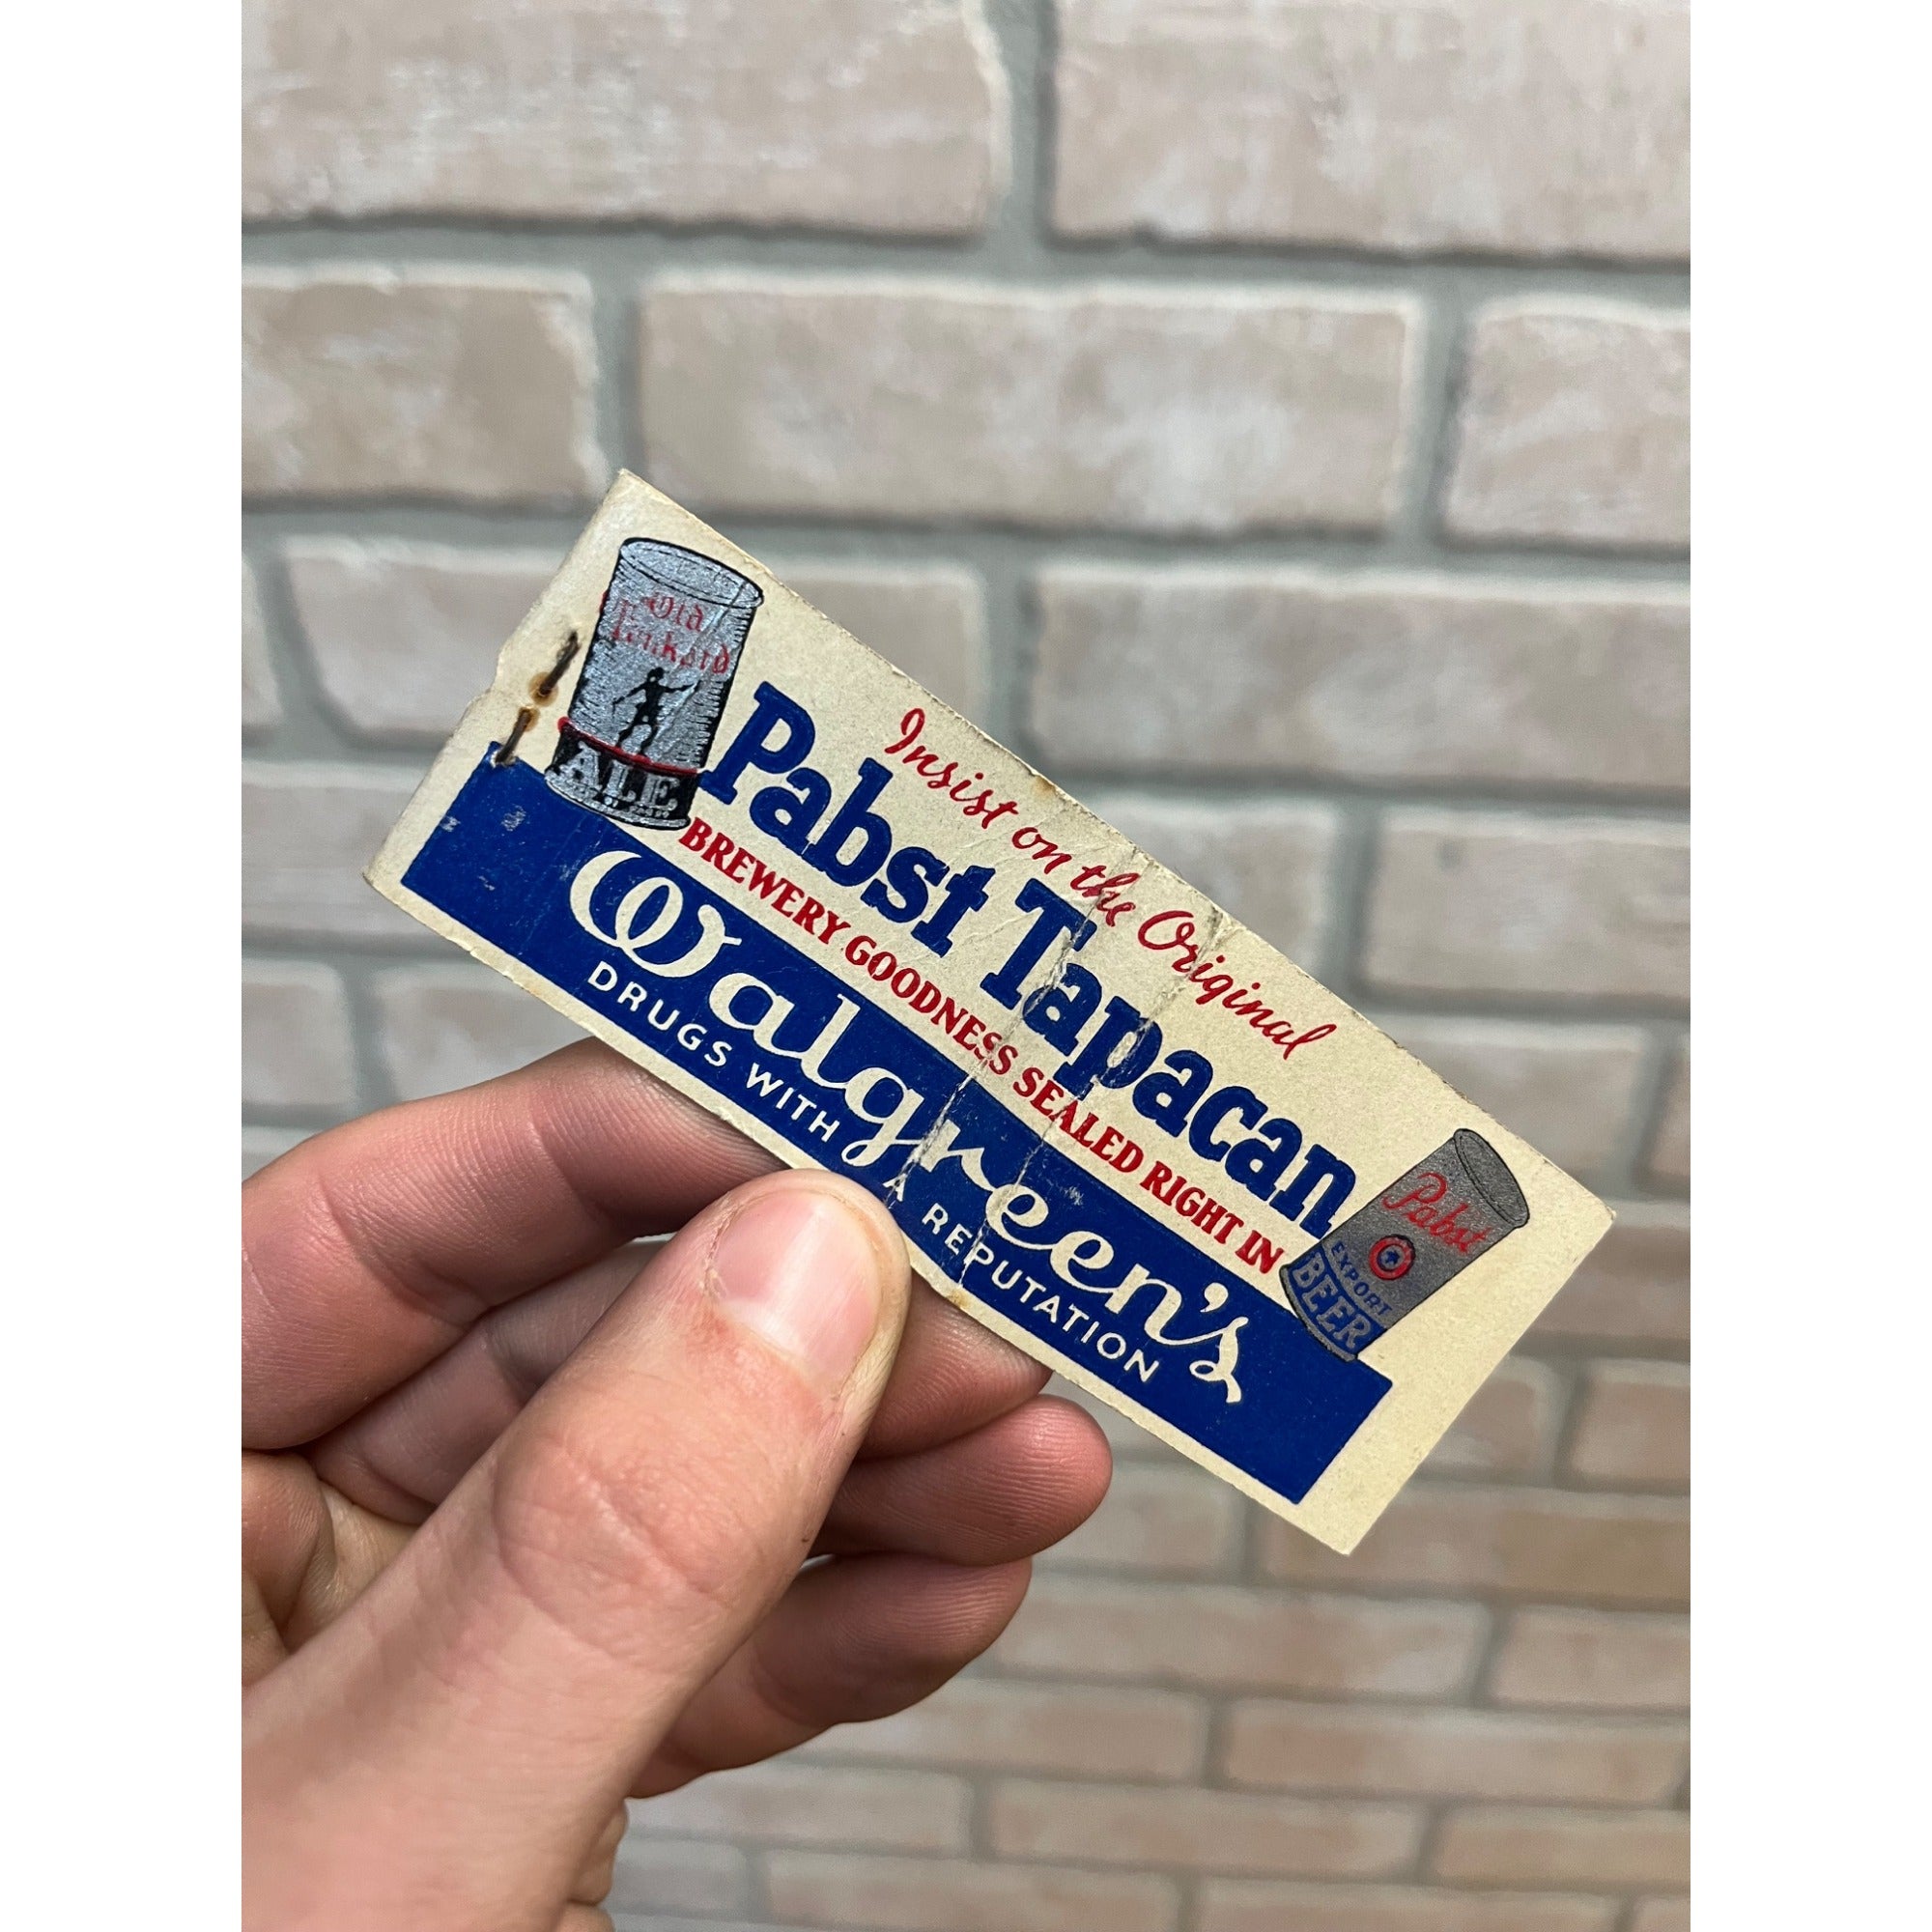 Old
Tankard
ALE
Insist on the Original
Pabst Tapacan
BREWERY GOODNESS SEALED RIGHT IN
Walgreen's
DRUGS WITH A REPUTATION
Pabst
EXPORT
BEER